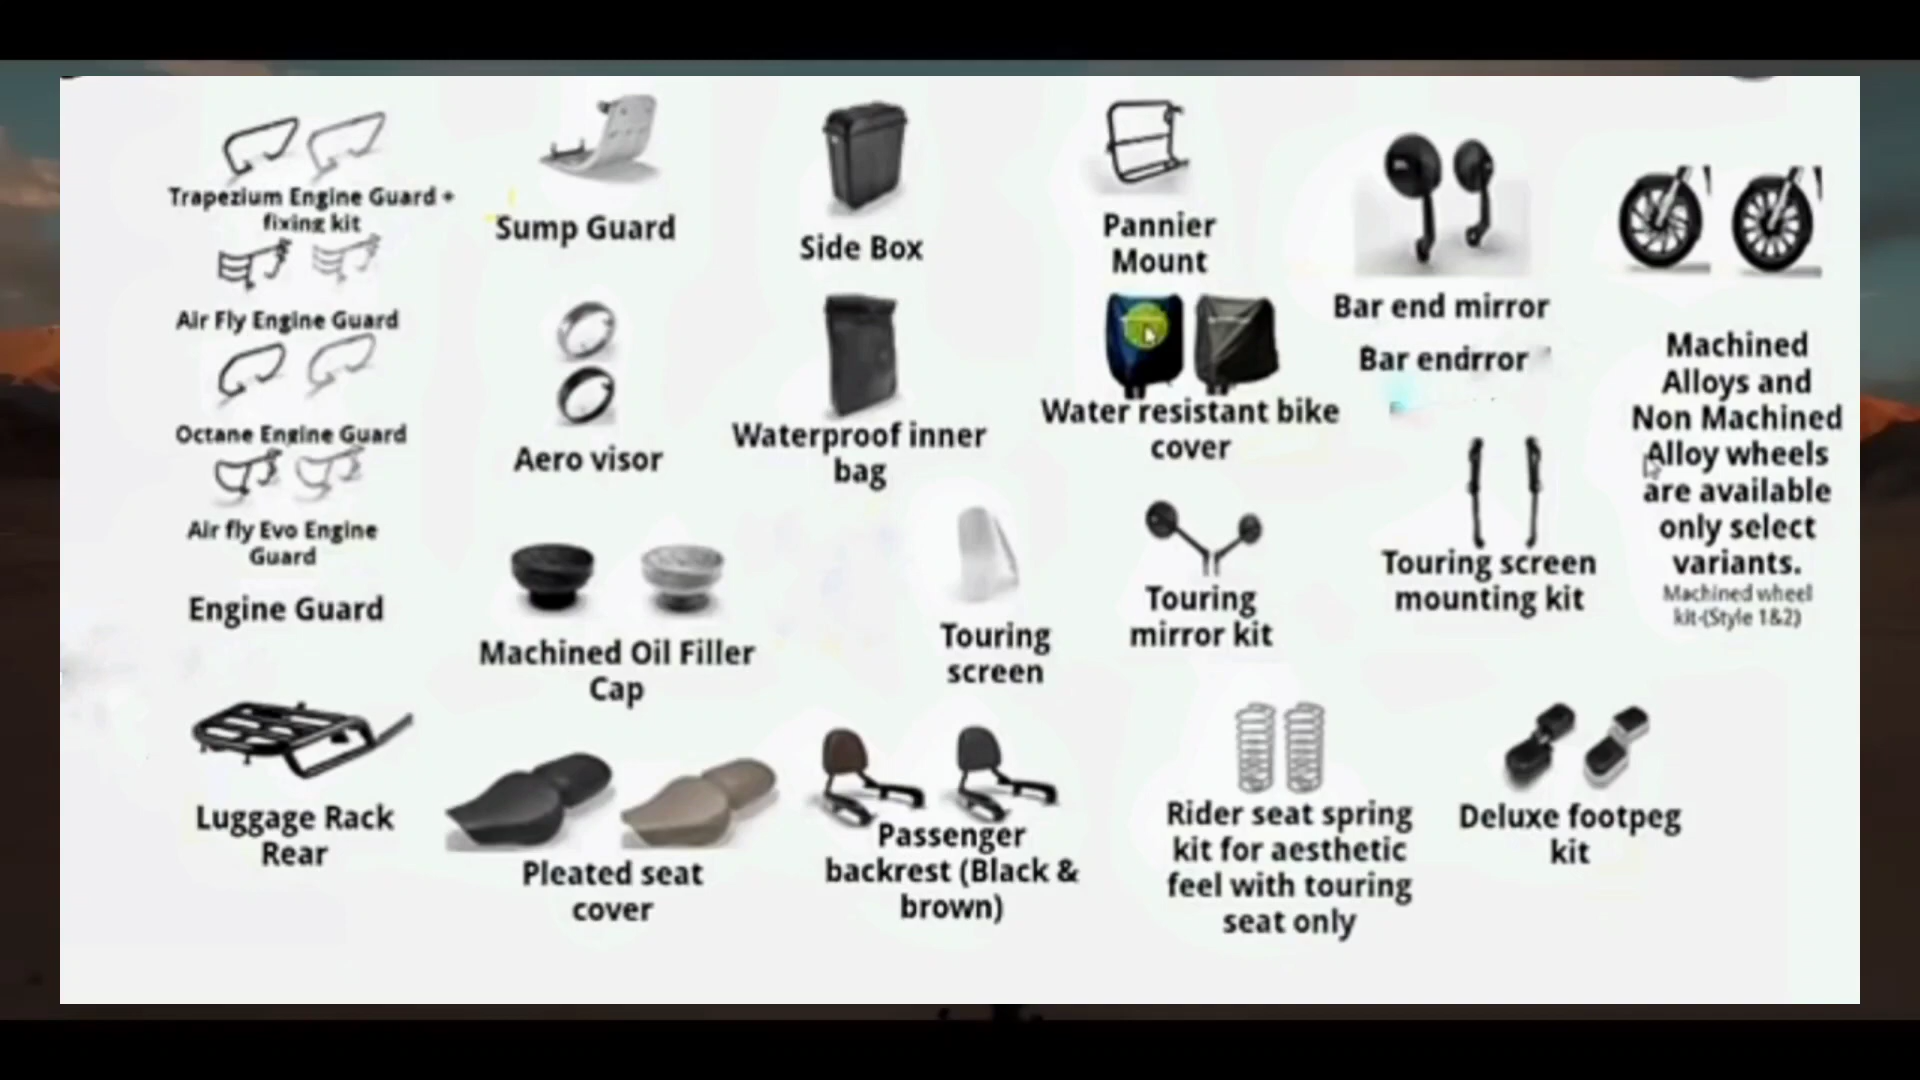 Trapezium Engine Guard +
fixing kit
Air Fly Engine Guard
Octane Engine Guard
Air fly Evo Engine
Guard
Engine Guard
Sump Guard
Aero visor
Machined Oil Filler
Cap
Side Box
Waterproof inner
bag
Pannier
Mount
Water resistant bike
cover
Bar end mirror
Bar endrror
Machined
Alloys and
Non Machined
Alloy wheels
are available
only select
variants.
Machined wheel
kit-(Style 1&2)
Touring
screen
Touring
mirror kit
Touring screen
mounting kit
Luggage Rack
Rear
Pleated seat
cover
Passenger
backrest (Black &
brown)
Rider seat spring
kit for aesthetic
feel with touring
seat only
Deluxe footpeg
kit